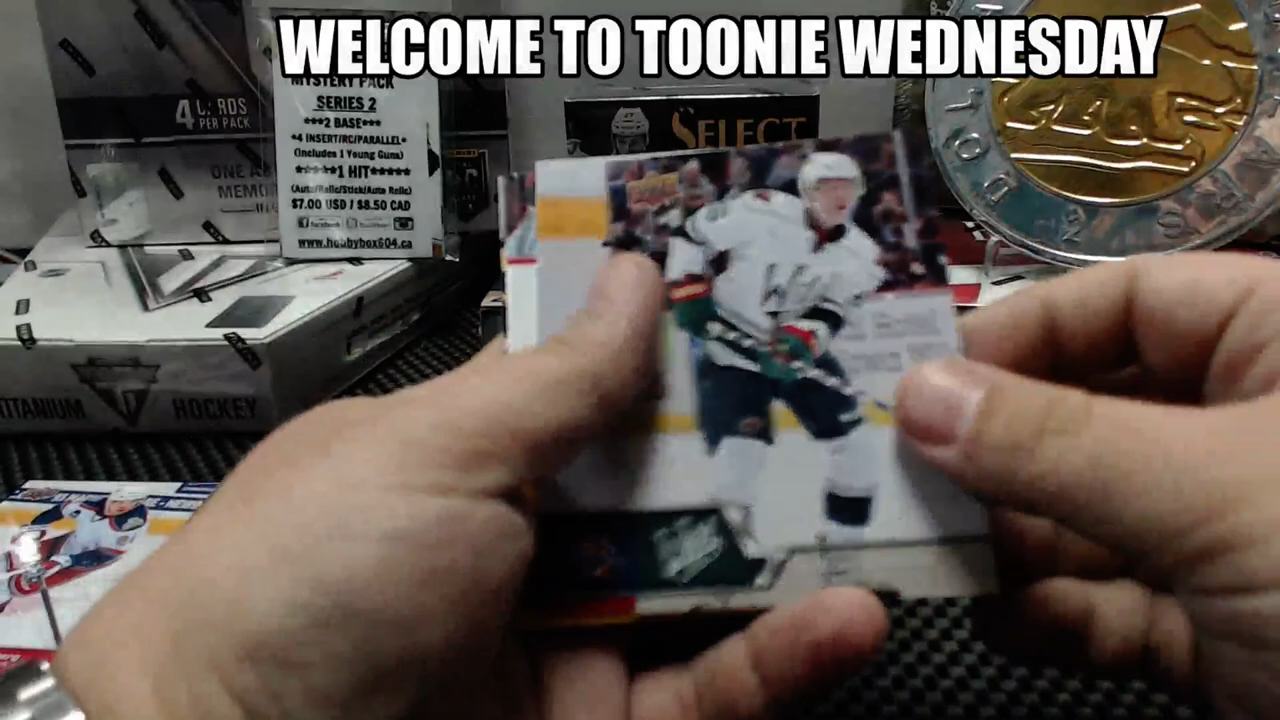 WELCOME TO TOONIE WEDNESDAY
MYSTERY PACK
SERIES 2
***2 BASE***
*4 INSERT/RC/PARALLEL*
(Includes 1 Young Guns)
*****1 HIT*****
(Auto/Relic/Stick/Auto Relic)
$7.00 USD / $8.50 CAD
facebook
www.hobbybox604.ca
4 CARDS
PER PACK
ONE
SELECT
TITANIUM HOCKEY